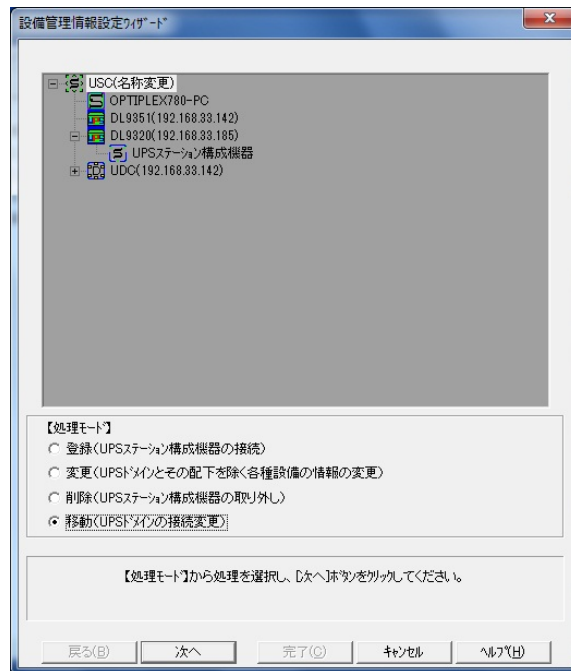 設備管理情報設定ウィザード
USC(名称変更)
OPTIPLEX780-PC
DL9351(192.168.33.142)
DL9320(192.168.33.185)
UPSステーション構成機器
UDC(192.168.33.142)
【処理モード】
登録(UPSステーション構成機器の接続)
変更(UPSドメインとその配下を除く各種設備の情報の変更)
削除(UPSステーション構成機器の取り外し)
移動(UPSドメインの接続変更)
【処理モード】から処理を選択し、[次へ]ボタンをクリックしてください。
戻る(B) 次へ 完了(C) キャンセル ヘルプ(H)